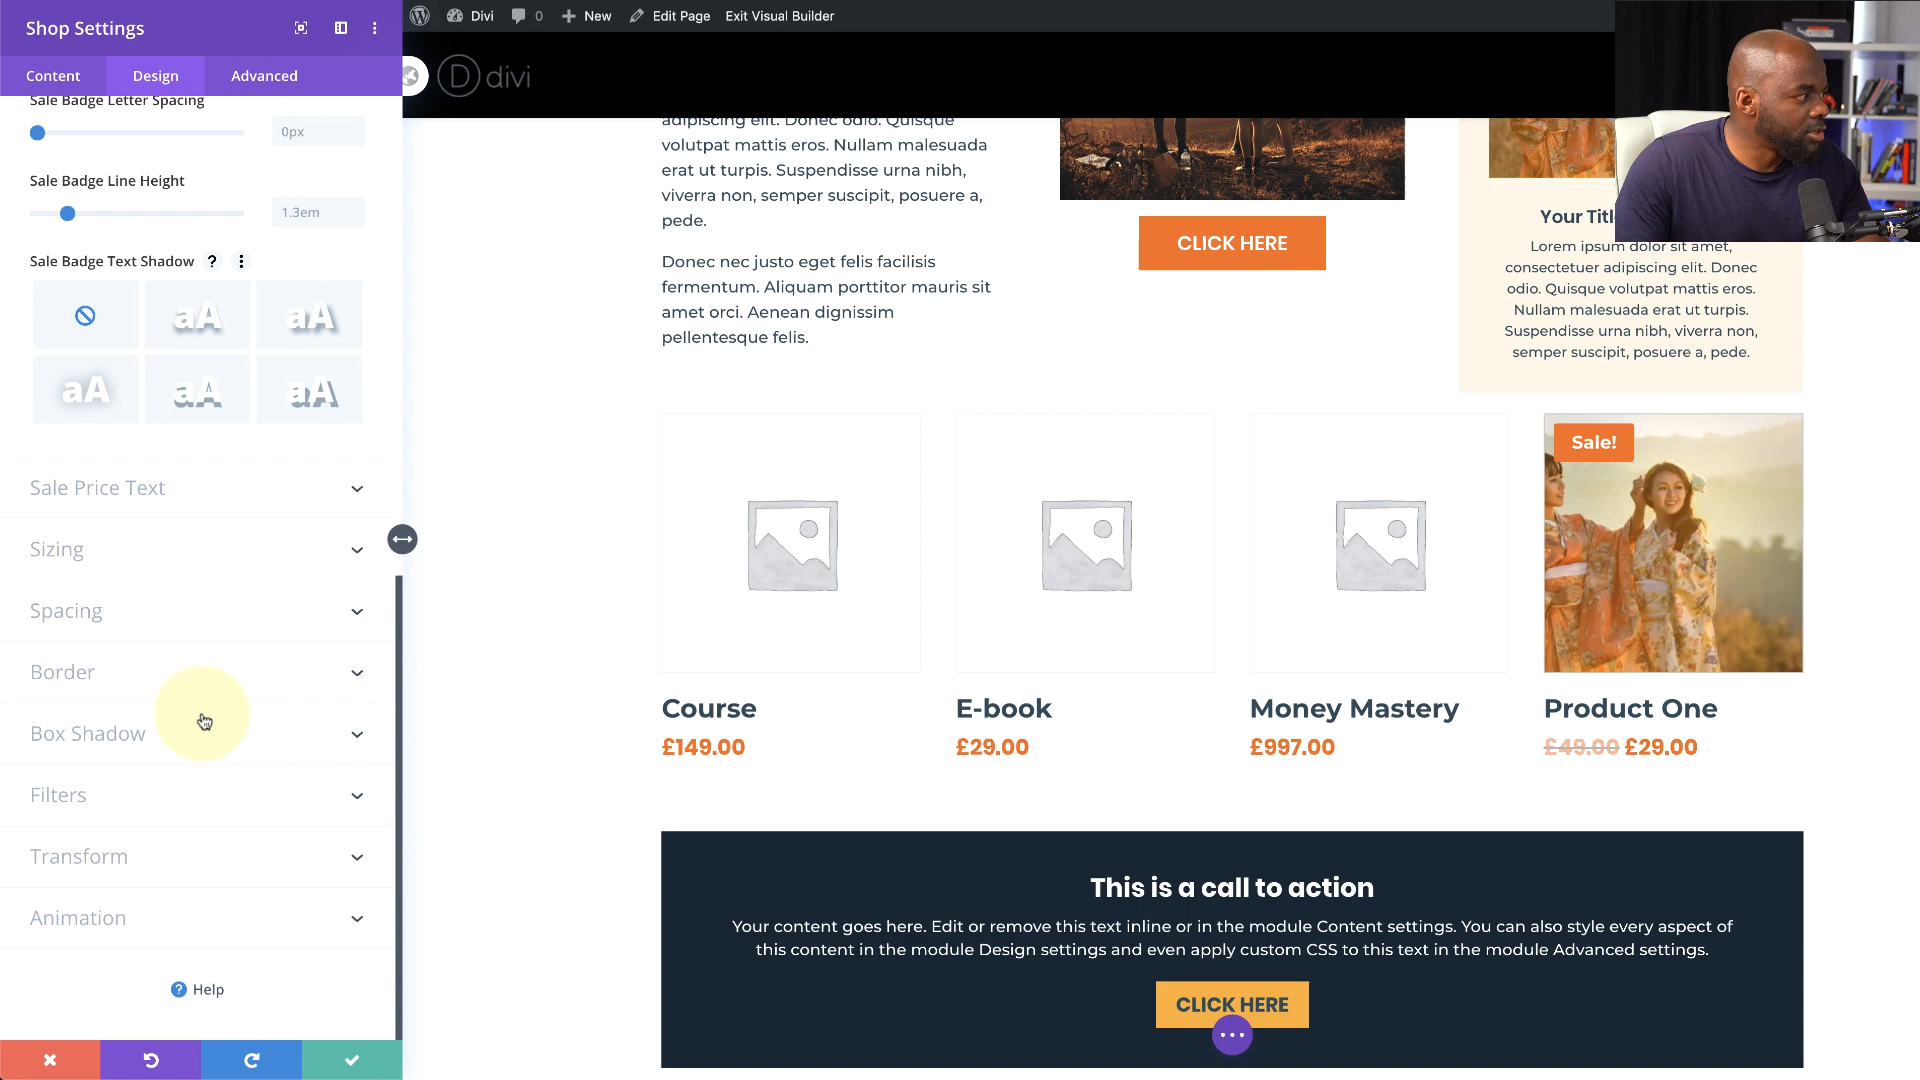 Shop Settings
Content
Design
Advanced
Sale Badge Letter Spacing
0px
Sale Badge Line Height
1.3em
Sale Badge Text Shadow ?
aA
aA
aA
aA
aA
Sale Price Text
Sizing
Spacing
Border
Box Shadow
Filters
Transform
Animation
? Help
Divi
0
New
Edit Page
Exit Visual Builder
D divi
adipiscing elit. Donec odio. Quisque
volutpat mattis eros. Nullam malesuada
erat ut turpis. Suspendisse urna nibh,
viverra non, semper suscipit, posuere a,
pede.
Donec nec justo eget felis facilisis
fermentum. Aliquam porttitor mauris sit
amet orci. Aenean dignissim
pellentesque felis.
CLICK HERE
Your Titl
Lorem ipsum dolor sit amet,
consectetuer adipiscing elit. Donec
odio. Quisque volutpat mattis eros.
Nullam malesuada erat ut turpis.
Suspendisse urna nibh, viverra non,
semper suscipit, posuere a, pede.
Sale!
Course
£149.00
E-book
£29.00
Money Mastery
£997.00
Product One
£49.00 £29.00
This is a call to action
Your content goes here. Edit or remove this text inline or in the module Content settings. You can also style every aspect of
this content in the module Design settings and even apply custom CSS to this text in the module Advanced settings.
CLICK HERE